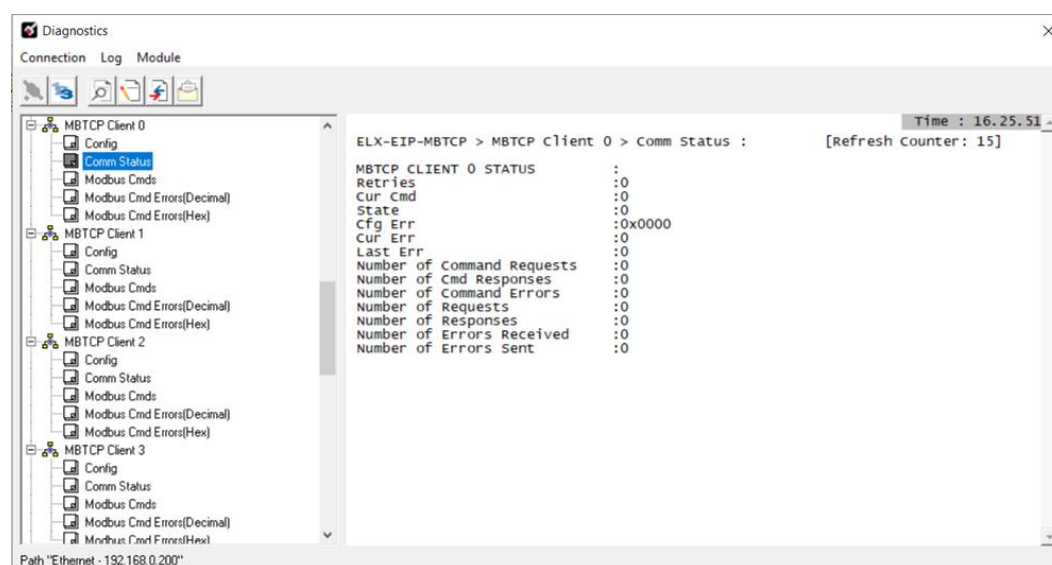 Diagnostics
Connection Log Module
MBTCP Client 0
Config
Comm Status
Modbus Cmds
Modbus Cmd Errors(Decimal)
Modbus Cmd Errors(Hex)
MBTCP Client 1
Config
Comm Status
Modbus Cmds
Modbus Cmd Errors(Decimal)
Modbus Cmd Errors(Hex)
MBTCP Client 2
Config
Comm Status
Modbus Cmds
Modbus Cmd Errors(Decimal)
Modbus Cmd Errors(Hex)
MBTCP Client 3
Config
Comm Status
Modbus Cmds
Modbus Cmd Errors(Decimal)
Modbus Cmd Errors(Hex)
Time : 16.25.51
ELX-EIP-MBTCP > MBTCP Client 0 > Comm Status : [Refresh Counter: 15]
MBTCP CLIENT 0 STATUS :
Retries :0
Cur Cmd :0
State :0
Cfg Err :0x0000
Cur Err :0
Last Err :0
Number of Command Requests :0
Number of Cmd Responses :0
Number of Command Errors :0
Number of Requests :0
Number of Responses :0
Number of Errors Received :0
Number of Errors Sent :0
Path "Ethernet - 192.168.0.200"